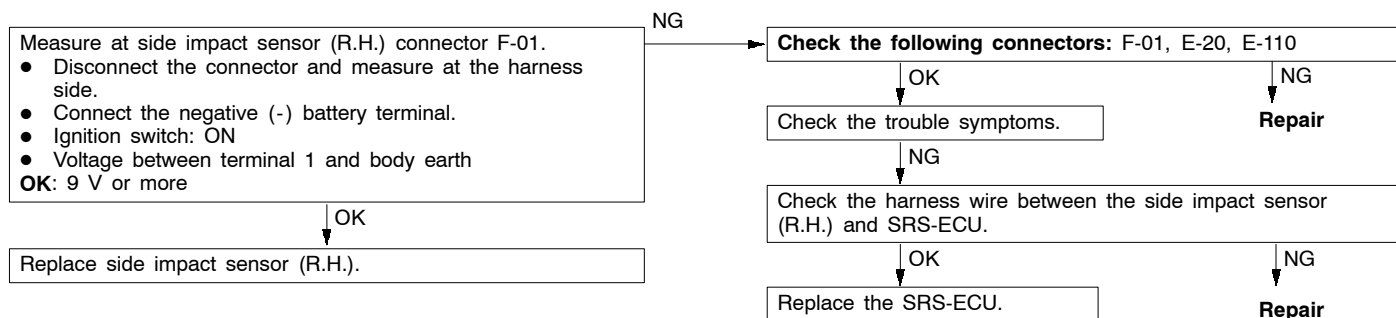 Measure at side impact sensor (R.H.) connector F-01.
● Disconnect the connector and measure at the harness
side.
● Connect the negative (-) battery terminal.
● Ignition switch: ON
● Voltage between terminal 1 and body earth
OK: 9 V or more
OK
Replace side impact sensor (R.H.).
NG
Check the following connectors: F-01, E-20, E-110
OK
NG
Check the trouble symptoms.
Repair
NG
Check the harness wire between the side impact sensor
(R.H.) and SRS-ECU.
OK
NG
Replace the SRS-ECU.
Repair